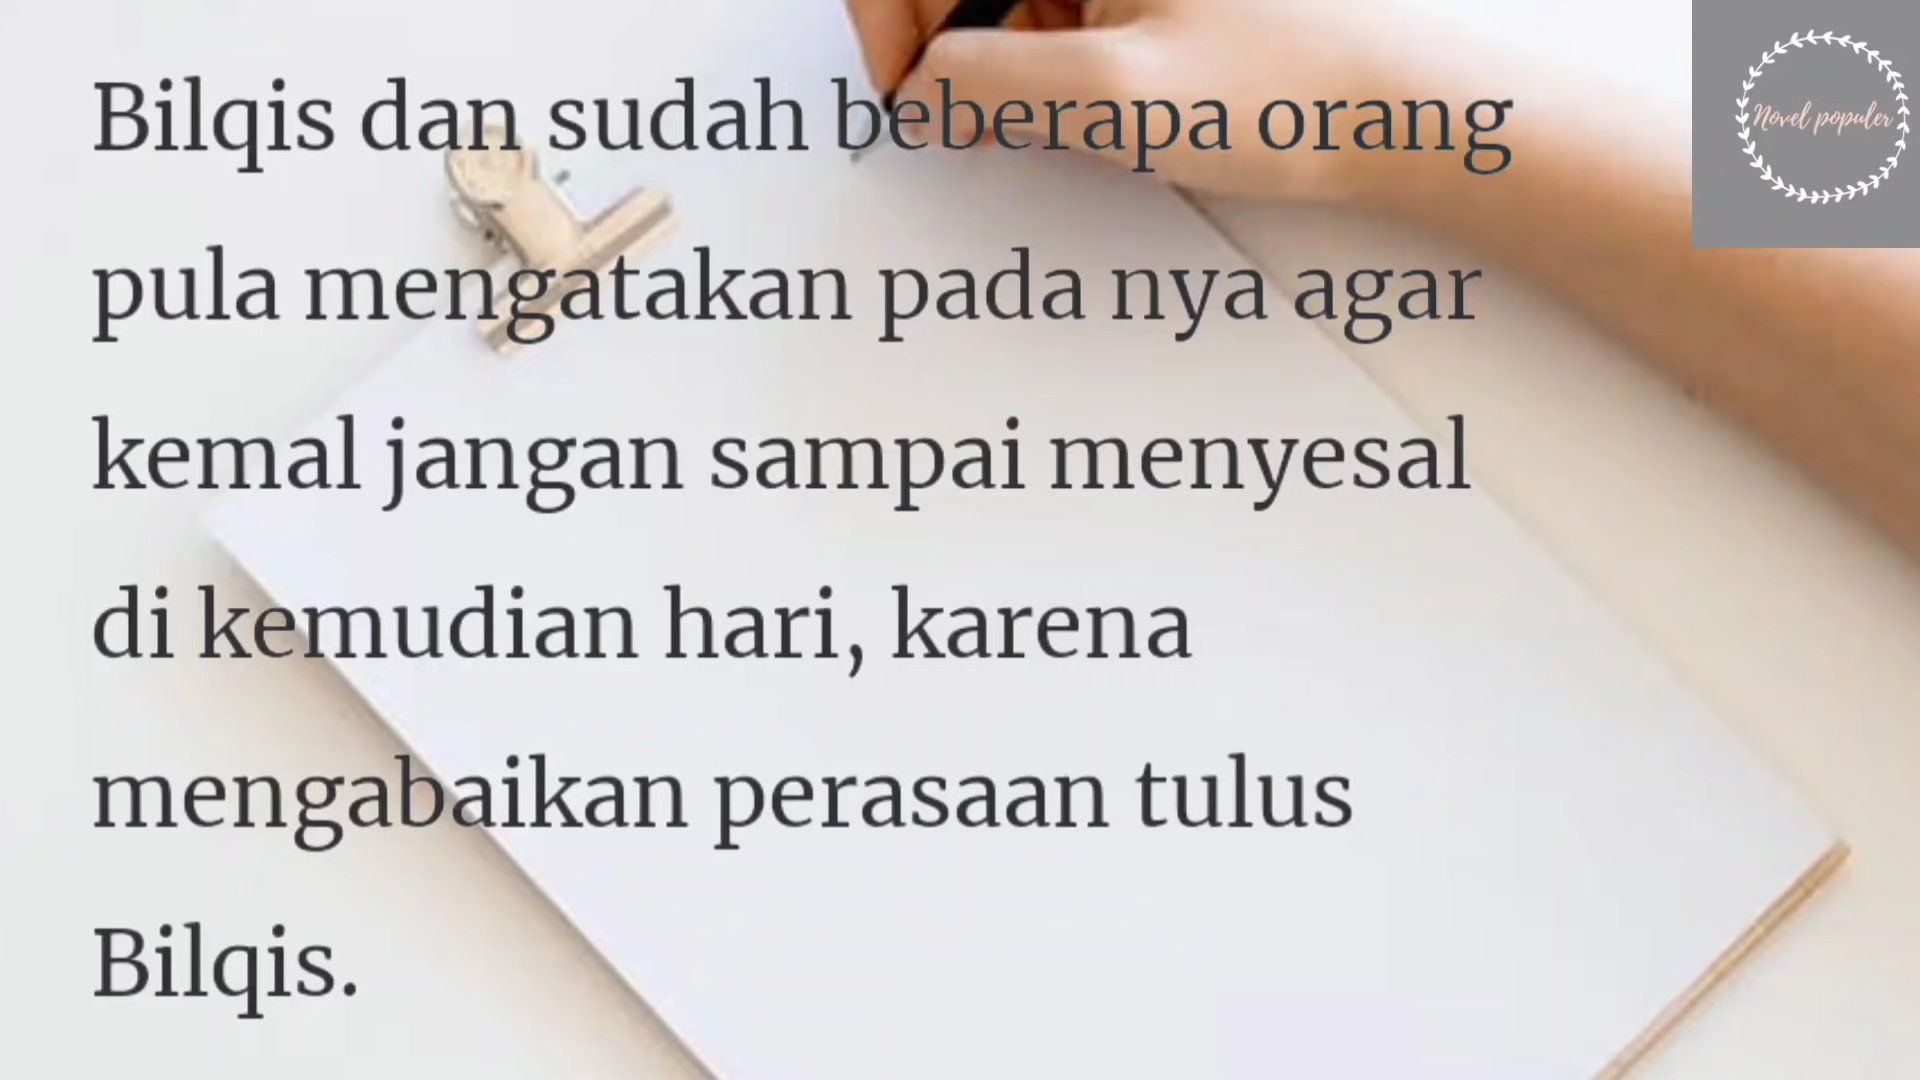 Bilqis dan sudah beberapa orang
pula mengatakan pada nya agar
kemal jangan sampai menyesal
di kemudian hari, karena
mengabaikan perasaan tulus
Bilqis.
Novel populer